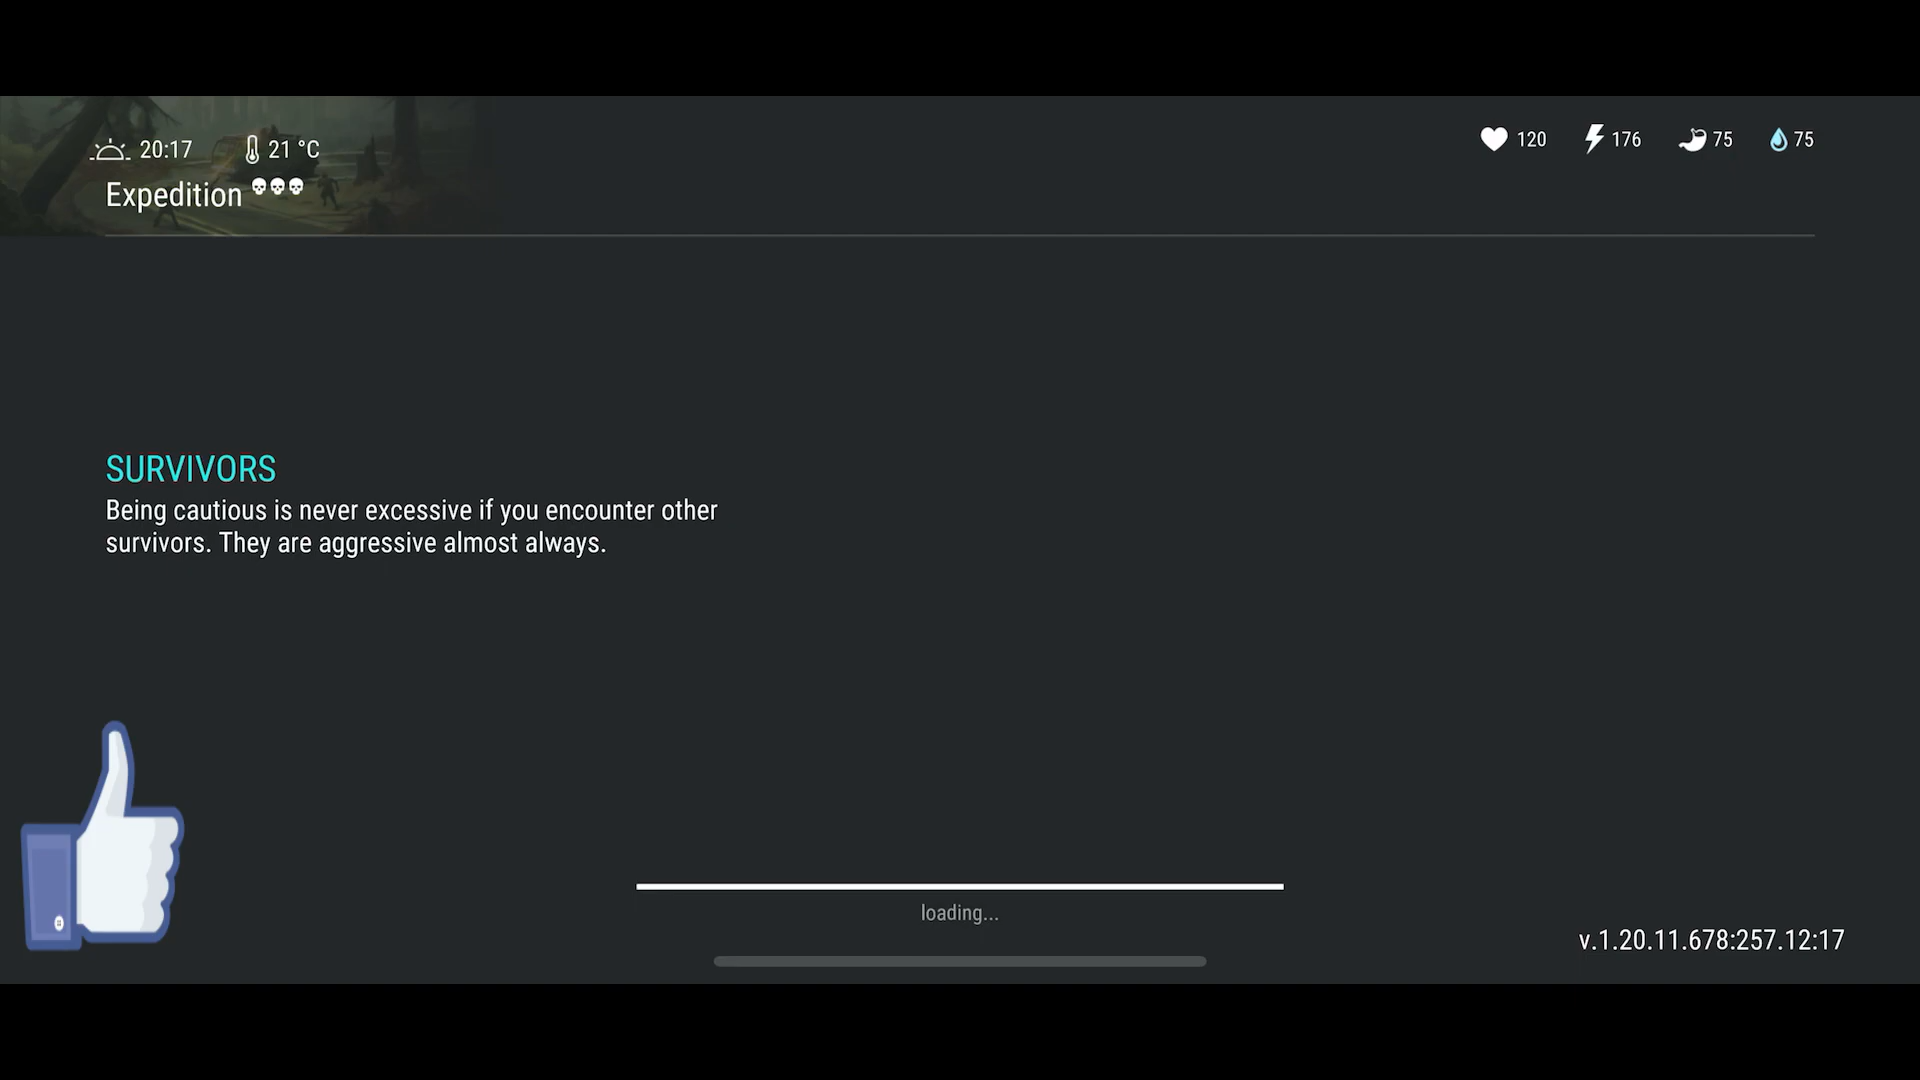 20:17 21 °C
120 176 75 75
Expedition
SURVIVORS
Being cautious is never excessive if you encounter other
survivors. They are aggressive almost always.
loading...
v.1.20.11.678:257.12:17